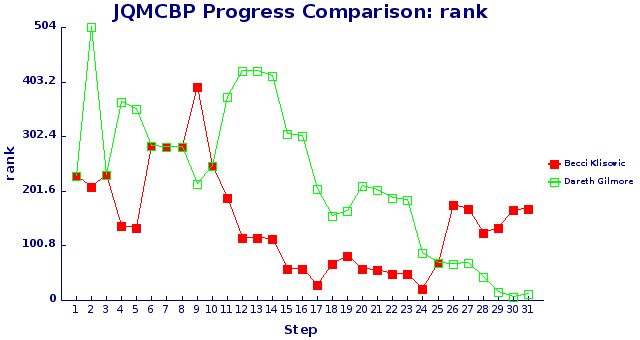 JQMCBP Progress Comparison: rank
504
403.2
302.4
201.6
100.8
0
rank
1 2 3 4 5 6 7 8 9 10 11 12 13 14 15 16 17 18 19 20 21 22 23 24 25 26 27 28 29 30 31
Step
Becci Klisovic
Dareth Gilmore